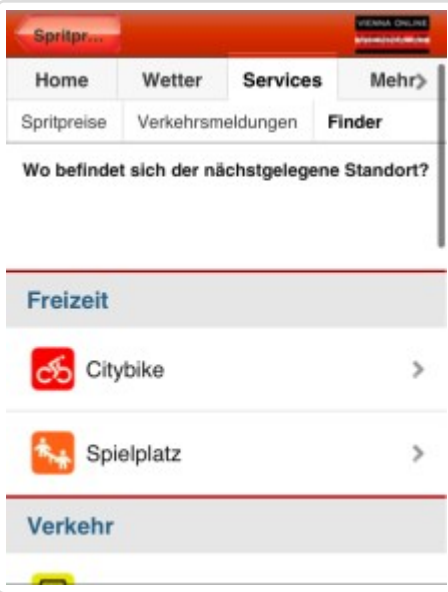 Spritpr...
VIENNA ONLINE
Home Wetter Services Mehr
Spritpreise Verkehrsmeldungen Finder
Wo befindet sich der nächstgelegene Standort?
Freizeit
Citybike
Spielplatz
Verkehr